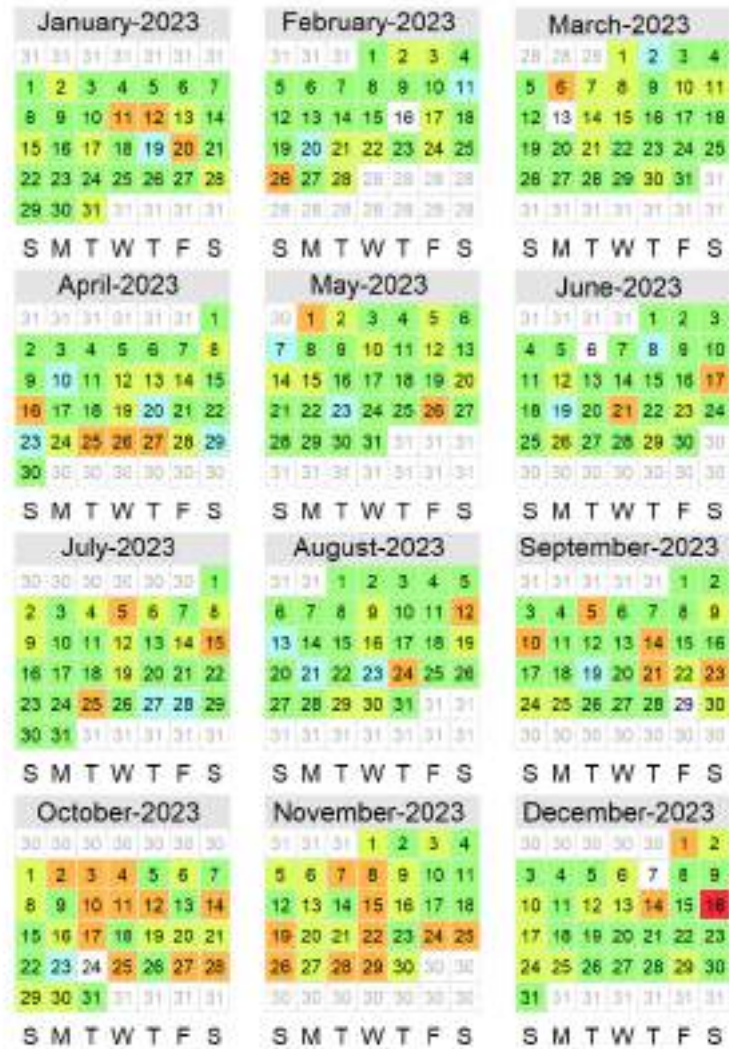 January-2023 February-2023 March-2023
31 31 31 31 31 31 31 31 31 31 1 2 3 4 28 28 28 1 2 3 4
1 2 3 4 5 6 7 5 6 7 8 9 10 11 5 6 7 8 9 10 11
8 9 10 11 12 13 14 12 13 14 15 16 17 18 12 13 14 15 16 17 18
15 16 17 18 19 20 21 19 20 21 22 23 24 25 19 20 21 22 23 24 25
22 23 24 25 26 27 28 26 27 28 28 28 28 28 26 27 28 29 30 31 31
29 30 31 31 31 31 31 28 28 28 28 28 28 28 31 31 31 31 31 31 31
S M T W T F S S M T W T F S S M T W T F S
April-2023 May-2023 June-2023
31 31 31 31 31 31 1 30 1 2 3 4 5 6 31 31 31 31 1 2 3
2 3 4 5 6 7 8 7 8 9 10 11 12 13 4 5 6 7 8 9 10
9 10 11 12 13 14 15 14 15 16 17 18 19 20 11 12 13 14 15 16 17
16 17 18 19 20 21 22 21 22 23 24 25 26 27 18 19 20 21 22 23 24
23 24 25 26 27 28 29 28 29 30 31 31 31 31 25 26 27 28 29 30 30
30 30 30 30 30 30 30 31 31 31 31 31 31 31 30 30 30 30 30 30 30
S M T W T F S S M T W T F S S M T W T F S
July-2023 August-2023 September-2023
30 30 30 30 30 30 1 31 31 1 2 3 4 5 31 31 31 31 31 1 2
2 3 4 5 6 7 8 6 7 8 9 10 11 12 3 4 5 6 7 8 9
9 10 11 12 13 14 15 13 14 15 16 17 18 19 10 11 12 13 14 15 16
16 17 18 19 20 21 22 20 21 22 23 24 25 26 17 18 19 20 21 22 23
23 24 25 26 27 28 29 27 28 29 30 31 31 31 24 25 26 27 28 29 30
30 31 31 31 31 31 31 31 31 31 31 31 31 31 30 30 30 30 30 30 30
S M T W T F S S M T W T F S S M T W T F S
October-2023 November-2023 December-2023
30 30 30 30 30 30 30 31 31 31 1 2 3 4 30 30 30 30 30 1 2
1 2 3 4 5 6 7 5 6 7 8 9 10 11 3 4 5 6 7 8 9
8 9 10 11 12 13 14 12 13 14 15 16 17 18 10 11 12 13 14 15 16
15 16 17 18 19 20 21 19 20 21 22 23 24 25 17 18 19 20 21 22 23
22 23 24 25 26 27 28 26 27 28 29 30 30 30 24 25 26 27 28 29 30
29 30 31 31 31 31 31 30 30 30 30 30 30 30 31 31 31 31 31 31 31
S M T W T F S S M T W T F S S M T W T F S